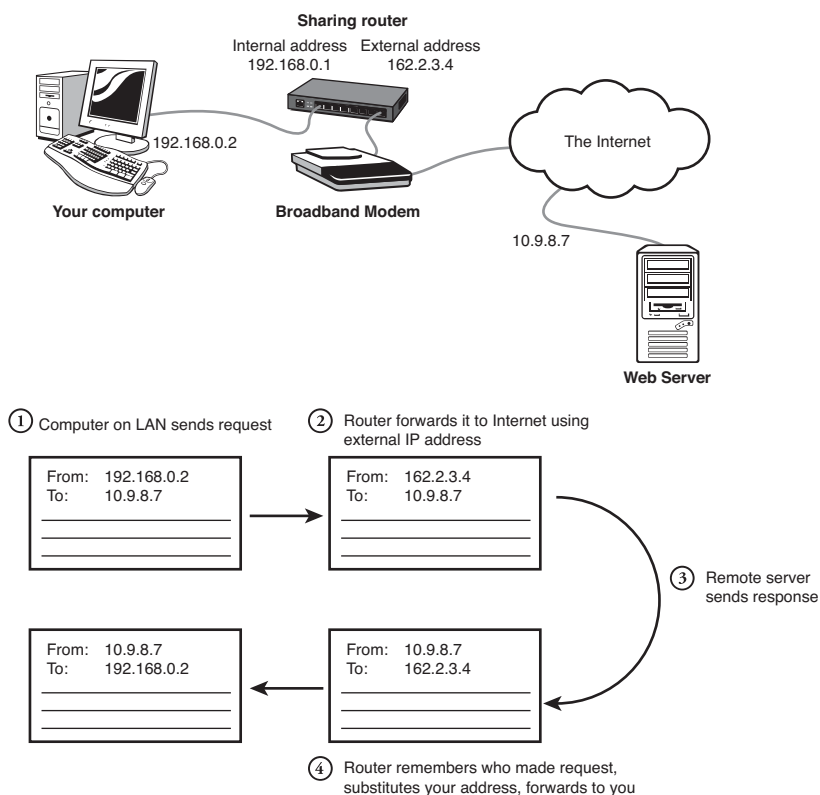 Sharing router
Internal address External address
192.168.0.1 162.2.3.4
192.168.0.2
The Internet
Your computer
Broadband Modem
10.9.8.7
Web Server
1 Computer on LAN sends request
2 Router forwards it to Internet using
external IP address
From: 192.168.0.2
To: 10.9.8.7
From: 162.2.3.4
To: 10.9.8.7
3 Remote server
sends response
From: 10.9.8.7
To: 192.168.0.2
From: 10.9.8.7
To: 162.2.3.4
4 Router remembers who made request,
substitutes your address, forwards to you